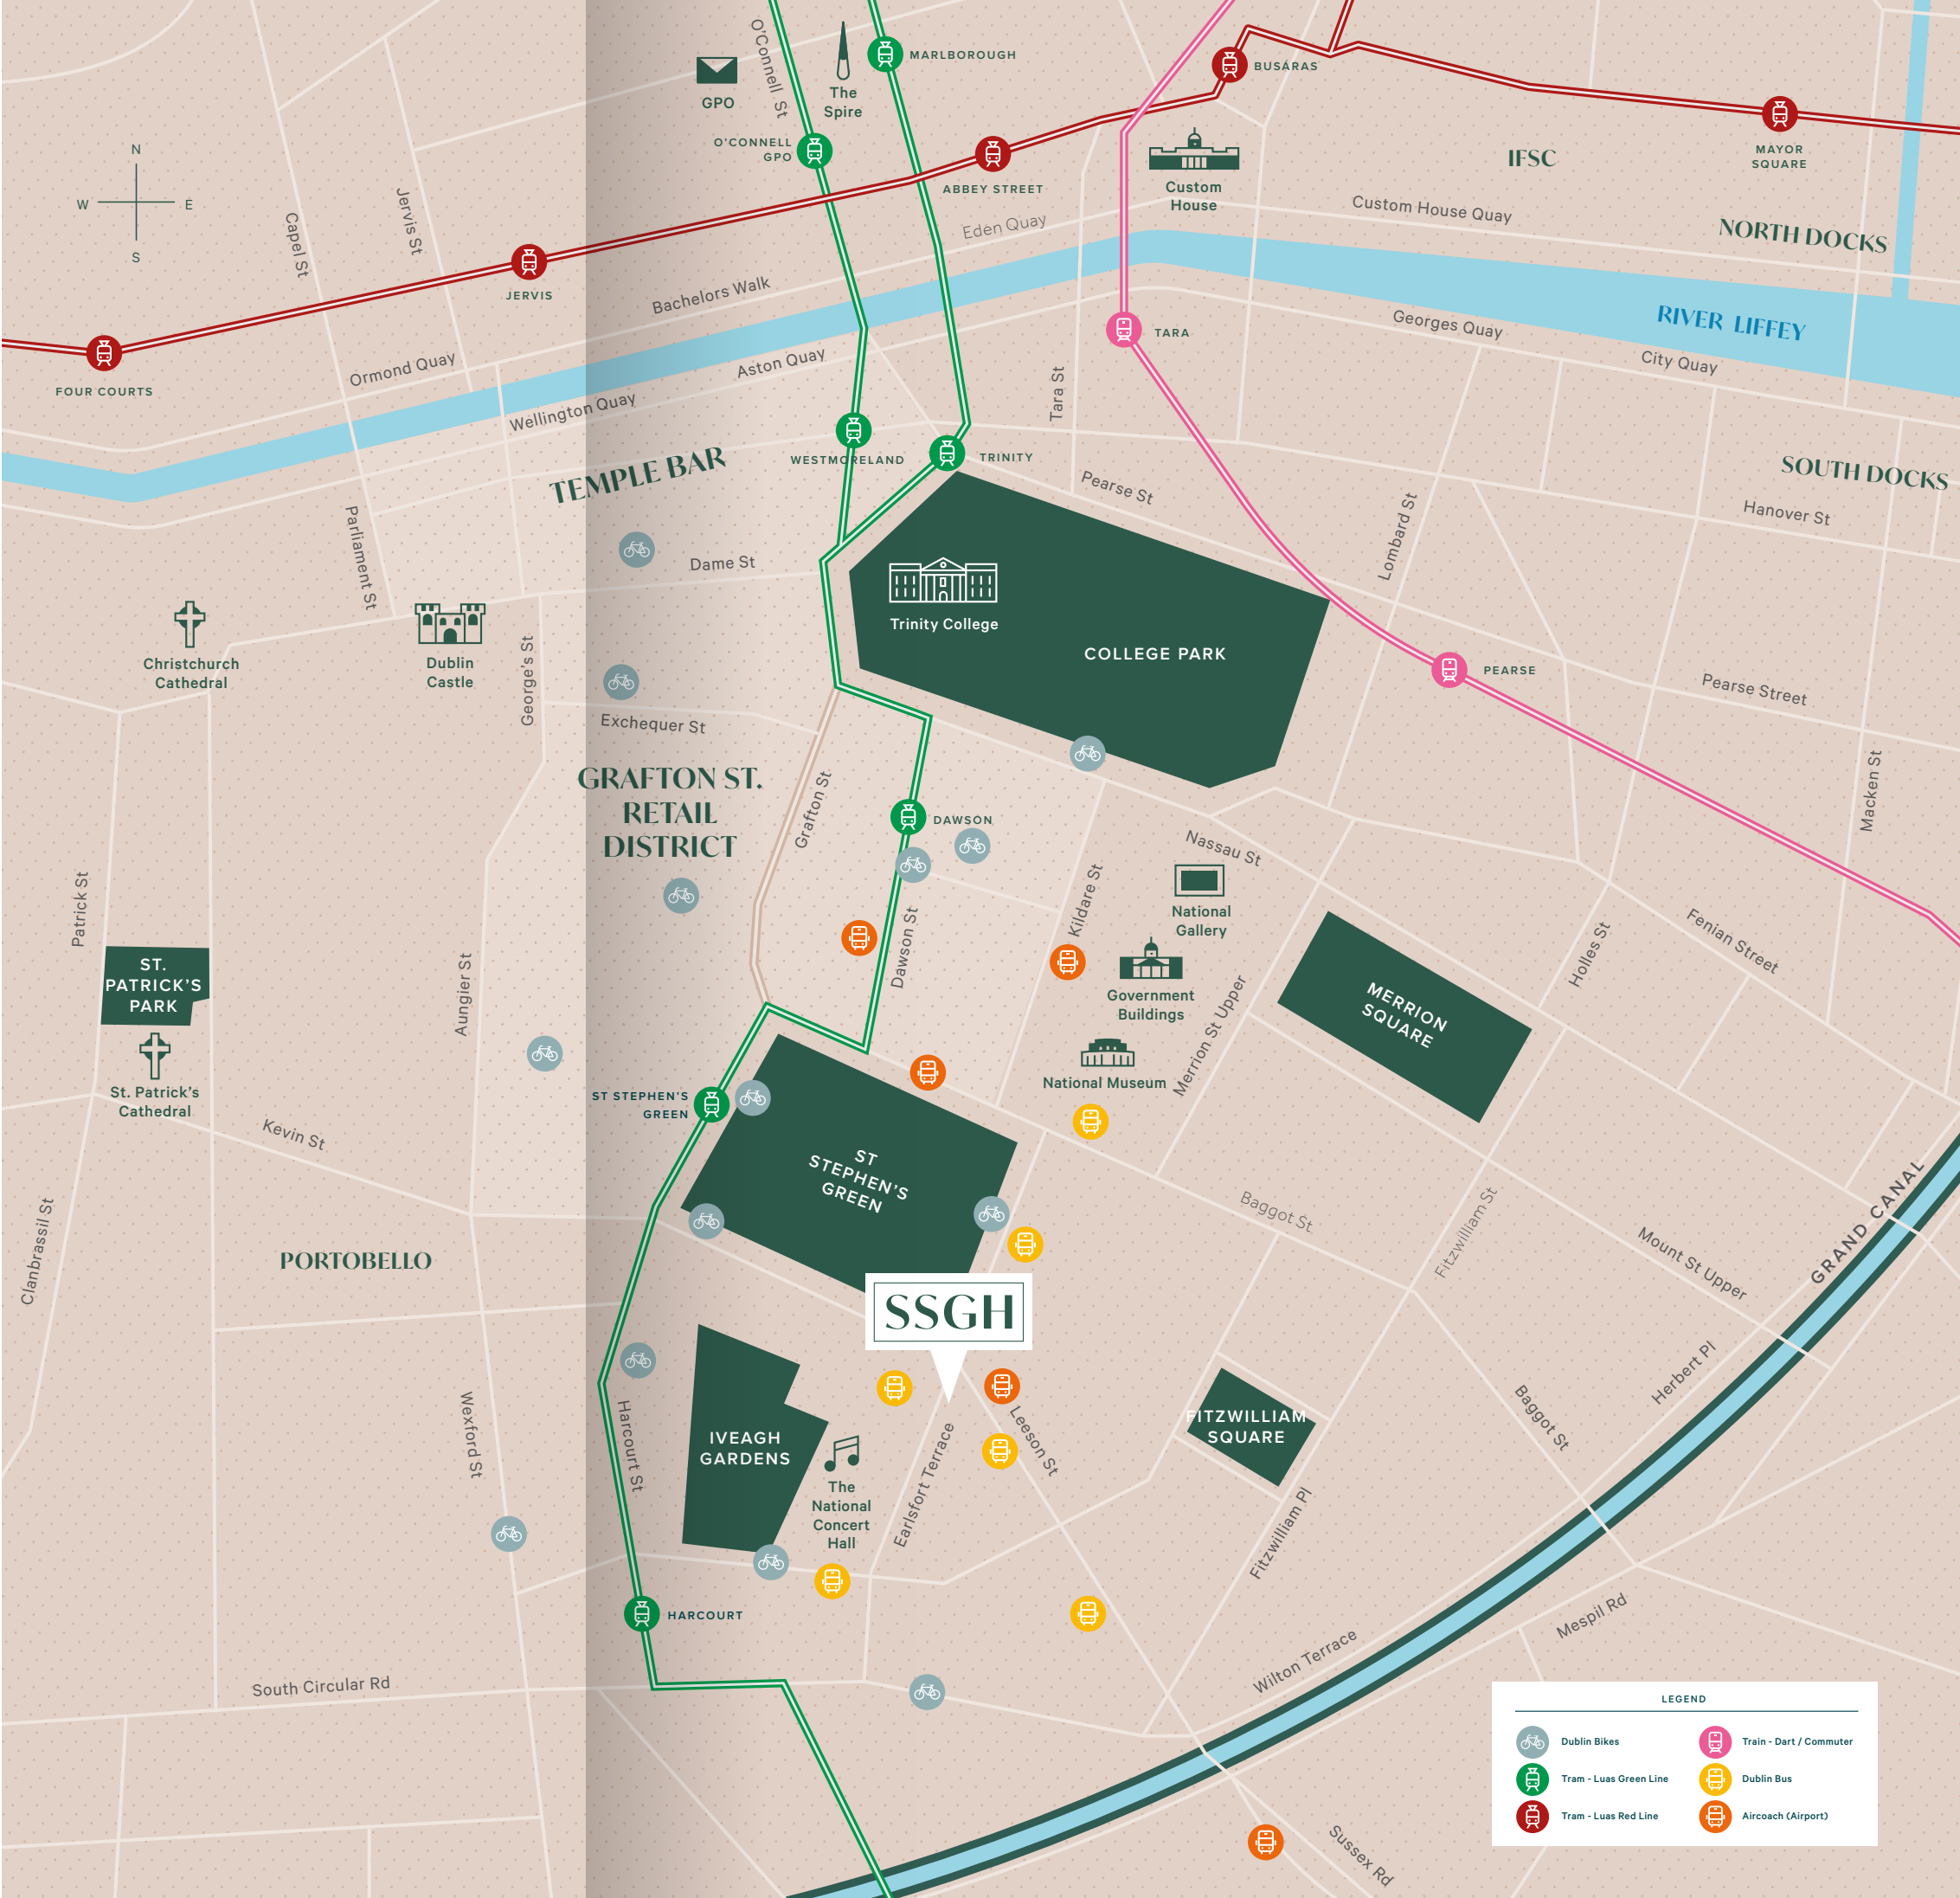 O'Connell St
GPO
The
Spire
MARLBOROUGH
BUSÁRAS
O'CONNELL
GPO
ABBEY STREET
Custom
House
IFSC
MAYOR
SQUARE
N
W
E
S
Capel St
Jervis St
JERVIS
Eden Quay
Custom House Quay
NORTH DOCKS
Bachelors Walk
RIVER LIFFEY
FOUR COURTS
Ormond Quay
Aston Quay
TARA
Georges Quay
City Quay
Wellington Quay
Tara St
TEMPLE BAR
WESTMORELAND
TRINITY
Pearse St
SOUTH DOCKS
Hanover St
Lombard St
Parliament St
Dame St
Trinity College
COLLEGE PARK
Christchurch
Cathedral
Dublin
Castle
George's St
PEARSE
Pearse Street
Exchequer St
GRAFTON ST.
RETAIL
DISTRICT
Grafton St
DAWSON
Macken St
Nassau St
Kildare St
National
Gallery
Patrick St
Dawson St
Aungier St
Holles St
Fenian Street
ST.
PATRICK'S
PARK
Government
Buildings
MERRION
SQUARE
Merrion St Upper
National Museum
St. Patrick's
Cathedral
ST STEPHEN'S
GREEN
Kevin St
ST
STEPHEN'S
GREEN
Baggot St
Fitzwilliam St
GRAND CANAL
Mount St Upper
Clanbrassil St
PORTOBELLO
SSGH
Herbert Pl
Baggot St
Wexford St
Harcourt St
IVEAGH
GARDENS
The
National
Concert
Hall
Earlsfort Terrace
Leeson St
FITZWILLIAM
SQUARE
Fitzwilliam Pl
HARCOURT
Mespil Rd
Wilton Terrace
South Circular Rd
Sussex Rd
LEGEND
Dublin Bikes
Train - Dart / Commuter
Tram - Luas Green Line
Dublin Bus
Tram - Luas Red Line
Aircoach (Airport)